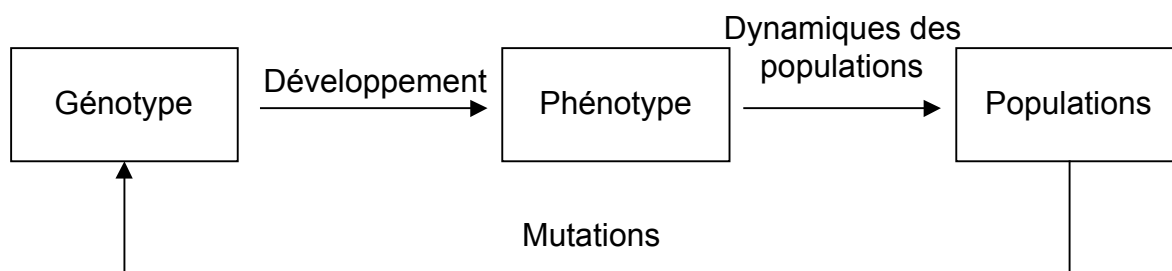 Génotype
Développement
Phénotype
Dynamiques des
populations
Populations
Mutations